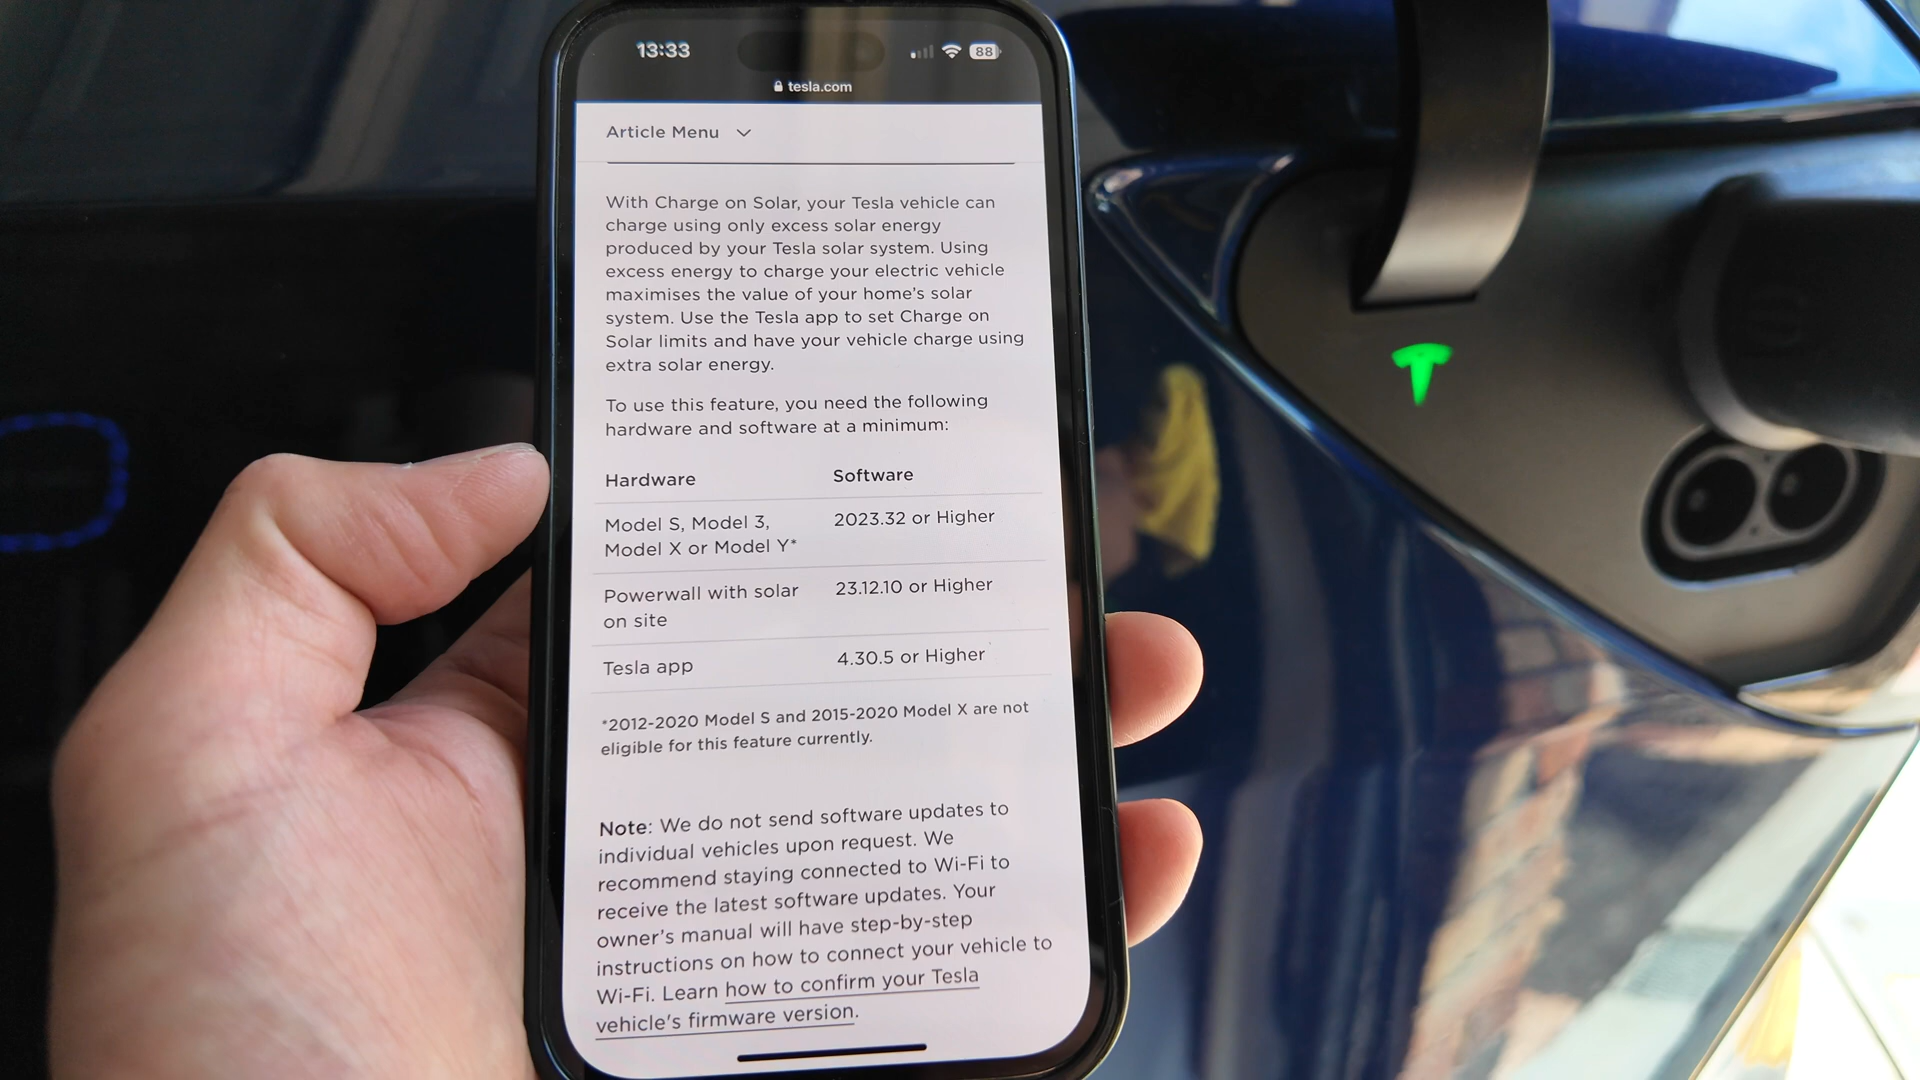 13:33
88
tesla.com
Article Menu
With Charge on Solar, your Tesla vehicle can
charge using only excess solar energy
produced by your Tesla solar system. Using
excess energy to charge your electric vehicle
maximises the value of your home's solar
system. Use the Tesla app to set Charge on
Solar limits and have your vehicle charge using
extra solar energy.
To use this feature, you need the following
hardware and software at a minimum:
Hardware Software
Model S, Model 3, 2023.32 or Higher
Model X or Model Y*
Powerwall with solar 23.12.10 or Higher
on site
Tesla app 4.30.5 or Higher
*2012-2020 Model S and 2015-2020 Model X are not
eligible for this feature currently.
Note: We do not send software updates to
individual vehicles upon request. We
recommend staying connected to Wi-Fi to
receive the latest software updates. Your
owner's manual will have step-by-step
instructions on how to connect your vehicle to
Wi-Fi. Learn how to confirm your Tesla
vehicle's firmware version.